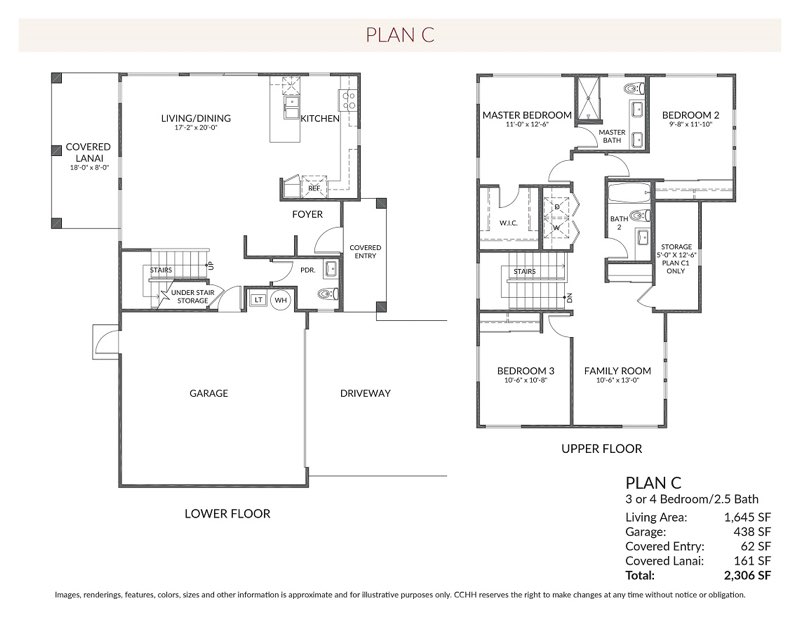 PLAN C
LIVING/DINING
17'-2" x 20'-0"
KITCHEN
COVERED
LANAI
18'-0" x 8'-0"
REF.
FOYER
COVERED
ENTRY
STAIRS
UP
PDR.
UNDER STAIR
STORAGE
LT
WH
GARAGE
DRIVEWAY
LOWER FLOOR
MASTER BEDROOM
11'-0" x 12'-6"
MASTER
BATH
BEDROOM 2
9'-8" x 11'-10"
W.I.C.
D
W
BATH
2
STORAGE
5'-0" X 12'-6"
PLAN C1
ONLY
STAIRS
DN
BEDROOM 3
10'-6" x 10'-8"
FAMILY ROOM
10'-6" x 13'-0"
UPPER FLOOR
PLAN C
3 or 4 Bedroom/2.5 Bath
Living Area: 1,645 SF
Garage: 438 SF
Covered Entry: 62 SF
Covered Lanai: 161 SF
Total: 2,306 SF
Images, renderings, features, colors, sizes and other information is approximate and for illustrative purposes only. CCHH reserves the right to make changes at any time without notice or obligation.